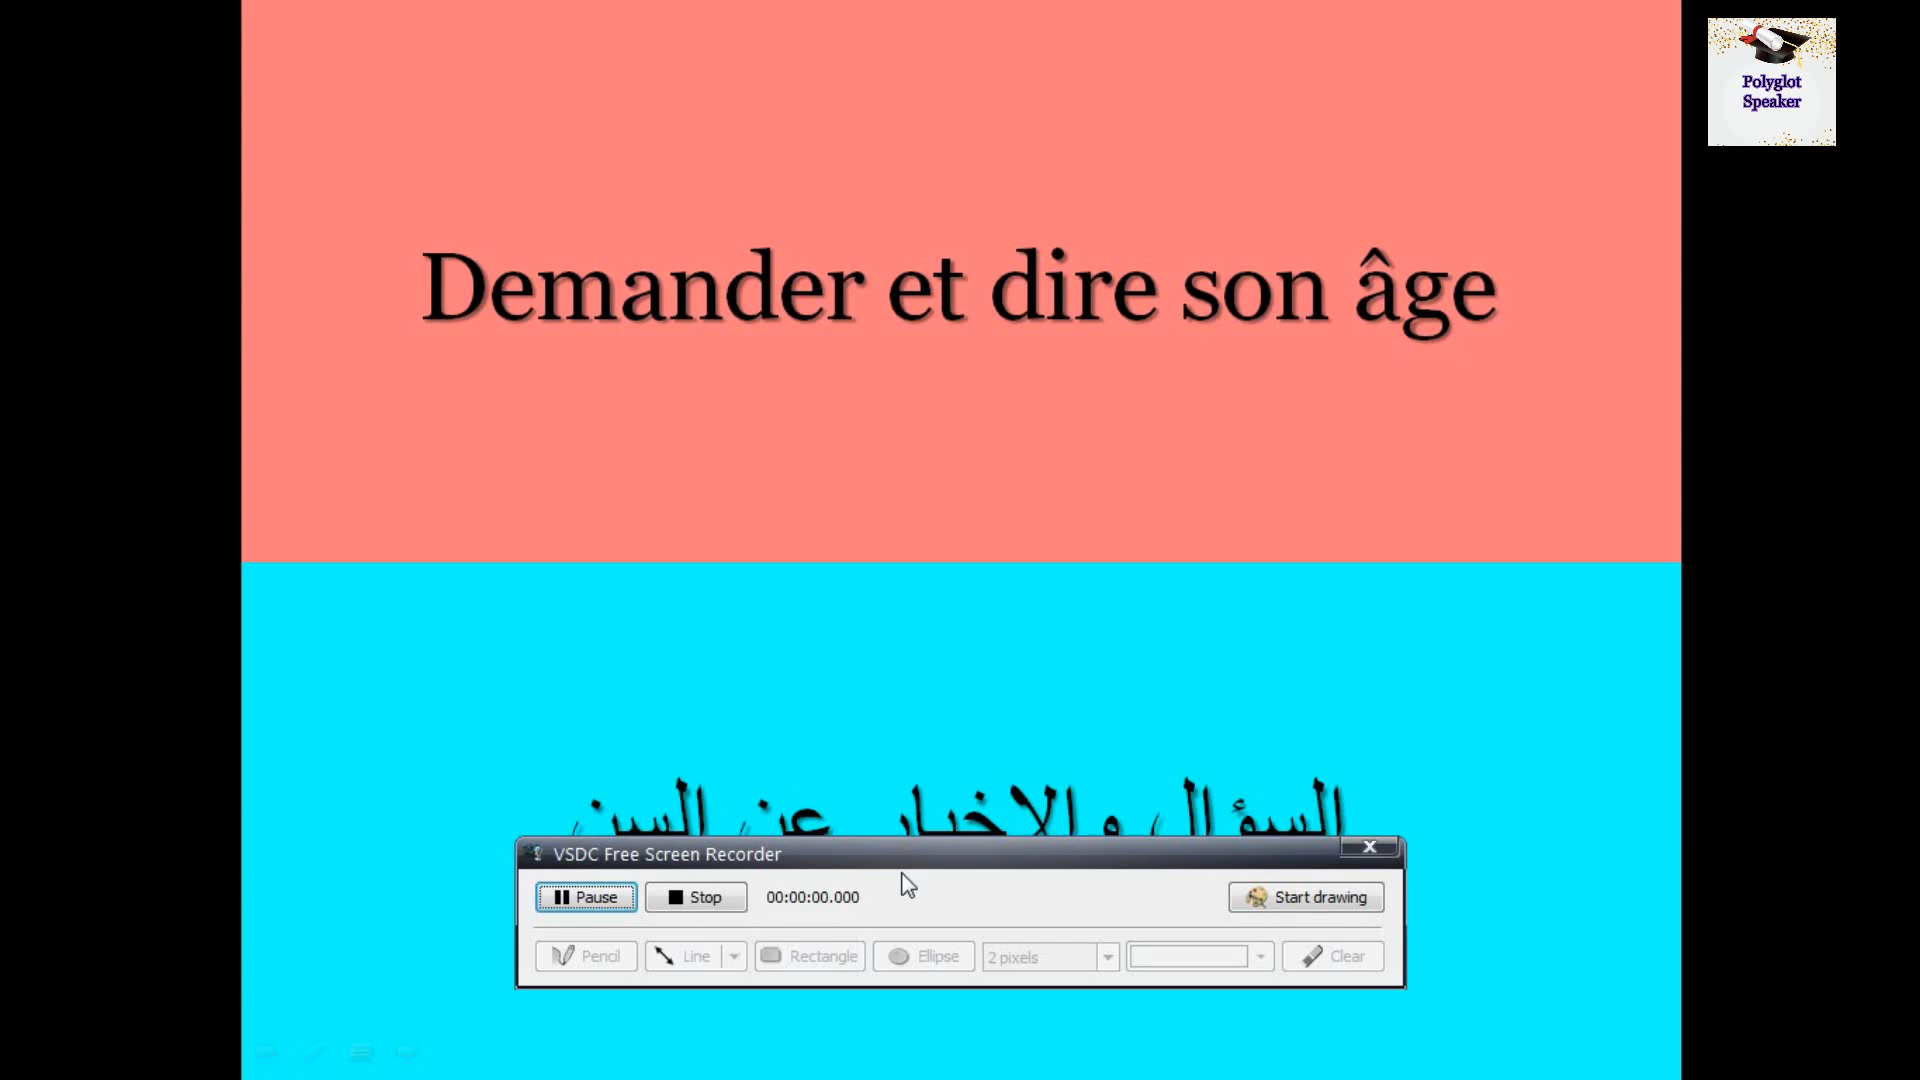 Polyglot
Speaker
Demander et dire son âge
السؤال والاخبار عن السن
VSDC Free Screen Recorder
Pause
Stop
00:00:00.000
Start drawing
Pencil
Line
Rectangle
Ellipse
2 pixels
Clear